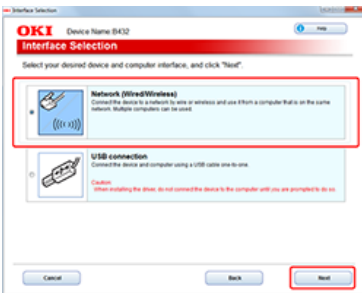 Interface Selection
OKI Device Name:B432
Help
Interface Selection
Select your desired device and computer interface, and click "Next".
Network (Wired/Wireless)
Connect the device to a network by wire or wireless and use it from a computer that is on the same
network. Multiple computers can be used.
USB connection
Connect the device and computer using a USB cable one-to-one.
Caution
When installing the driver, do not connect the device to the computer until you are prompted to do so.
Cancel
Back
Next